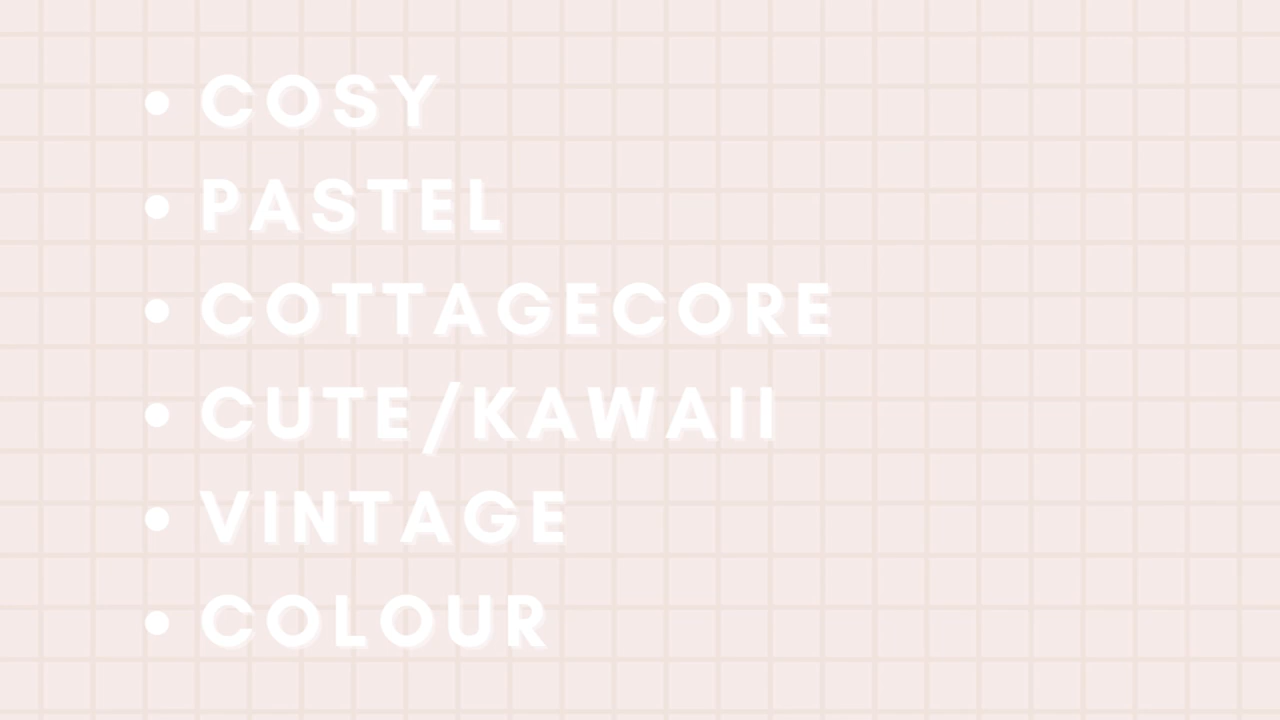 • COSY
• PASTEL
• COTTAGECORE
• CUTE/KAWAII
• VINTAGE
• COLOUR